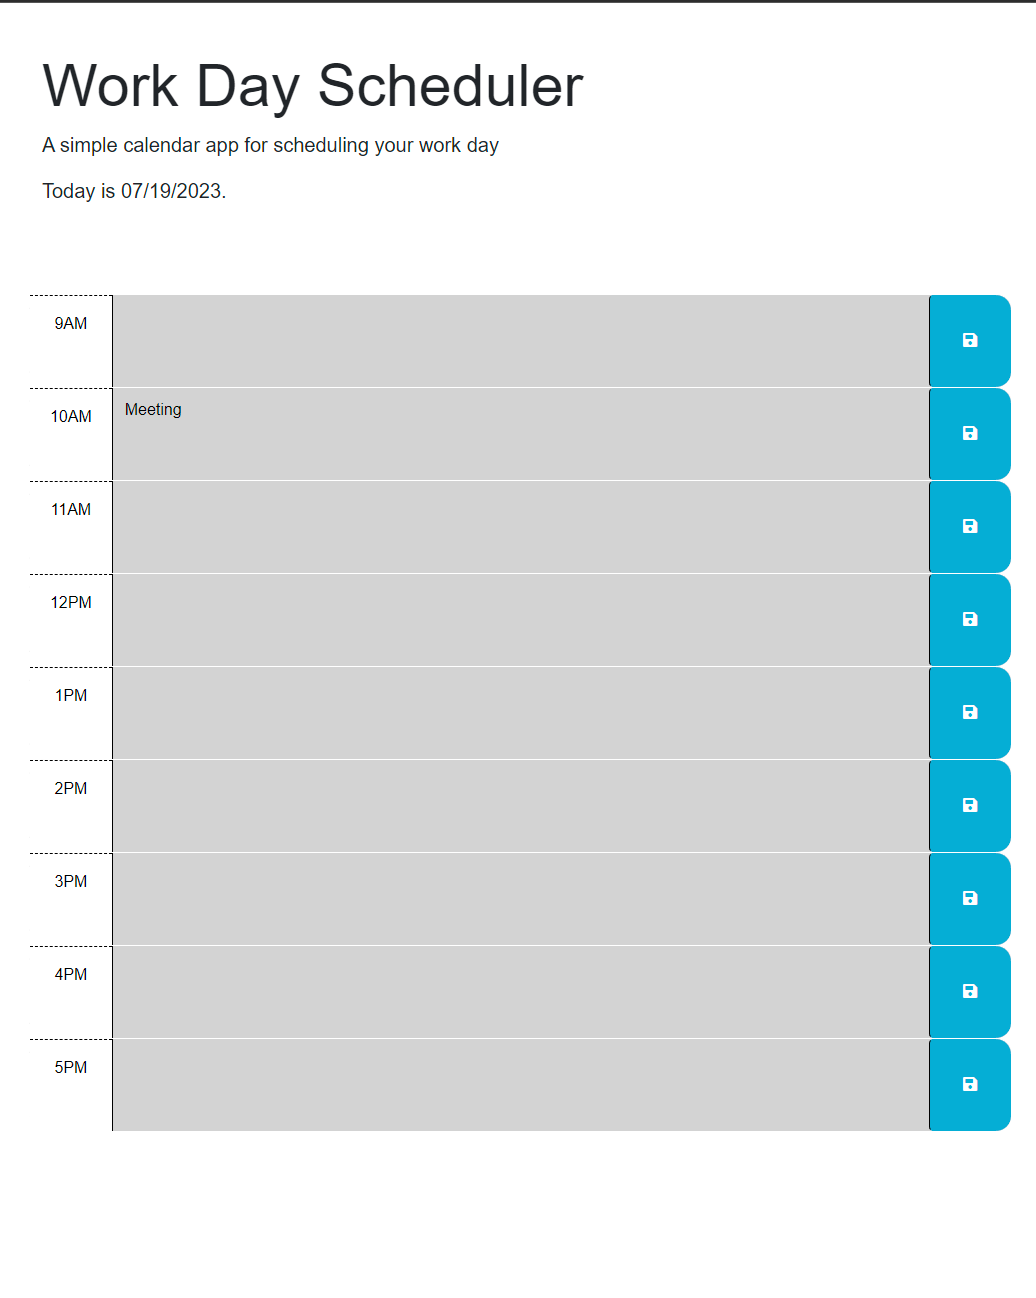 Work Day Scheduler
A simple calendar app for scheduling your work day
Today is 07/19/2023.
9AM
10AM
Meeting
11AM
12PM
1PM
2PM
3PM
4PM
5PM